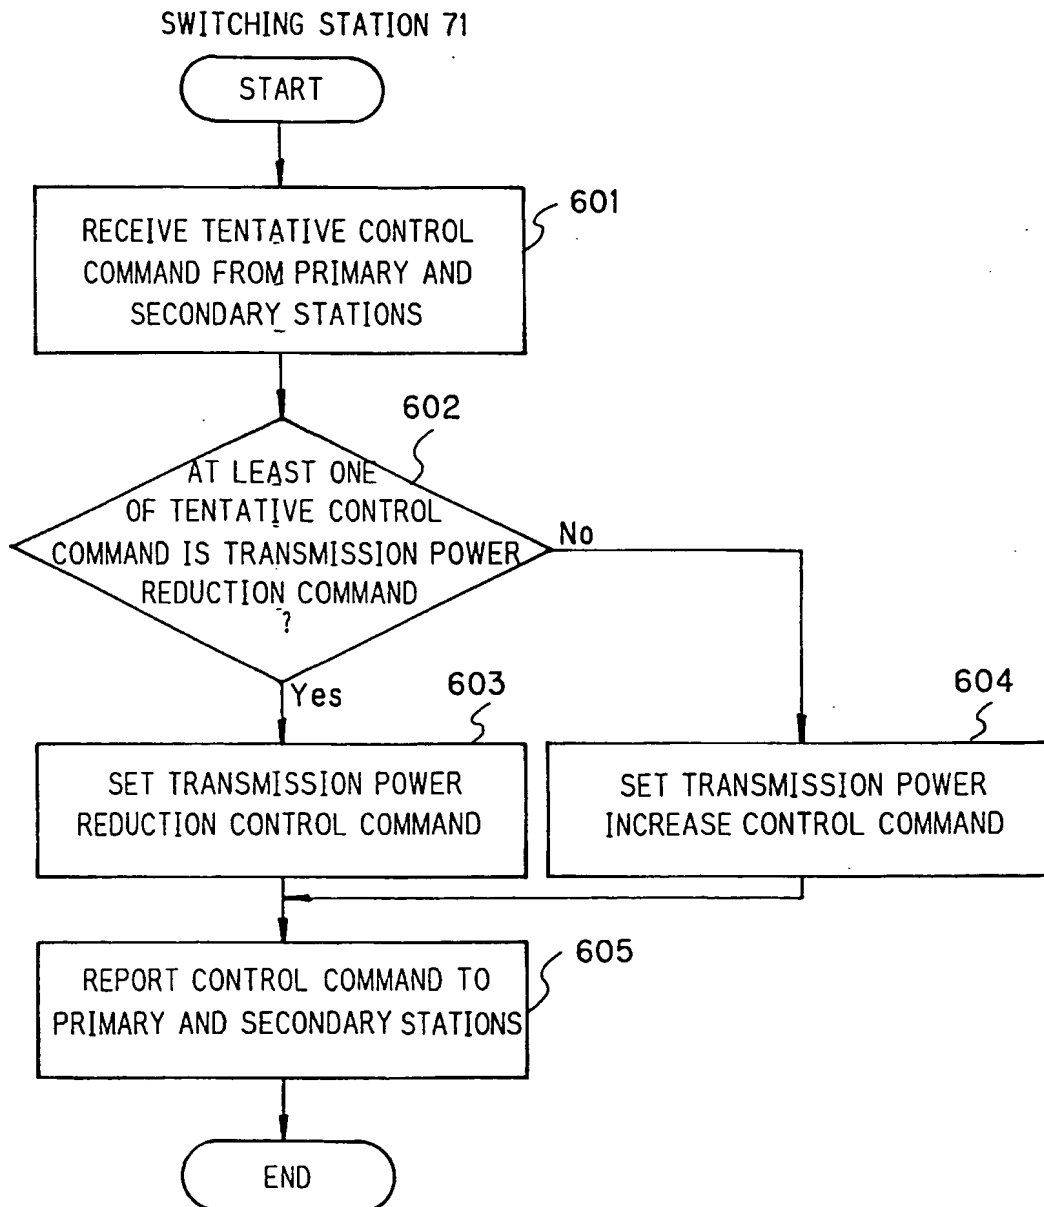 SWITCHING STATION 71
START
601
RECEIVE TENTATIVE CONTROL
COMMAND FROM PRIMARY AND
SECONDARY STATIONS
602
AT LEAST ONE
OF TENTATIVE CONTROL
COMMAND IS TRANSMISSION POWER
REDUCTION COMMAND
?
No
Yes
603
SET TRANSMISSION POWER
REDUCTION CONTROL COMMAND
604
SET TRANSMISSION POWER
INCREASE CONTROL COMMAND
605
REPORT CONTROL COMMAND TO
PRIMARY AND SECONDARY STATIONS
END